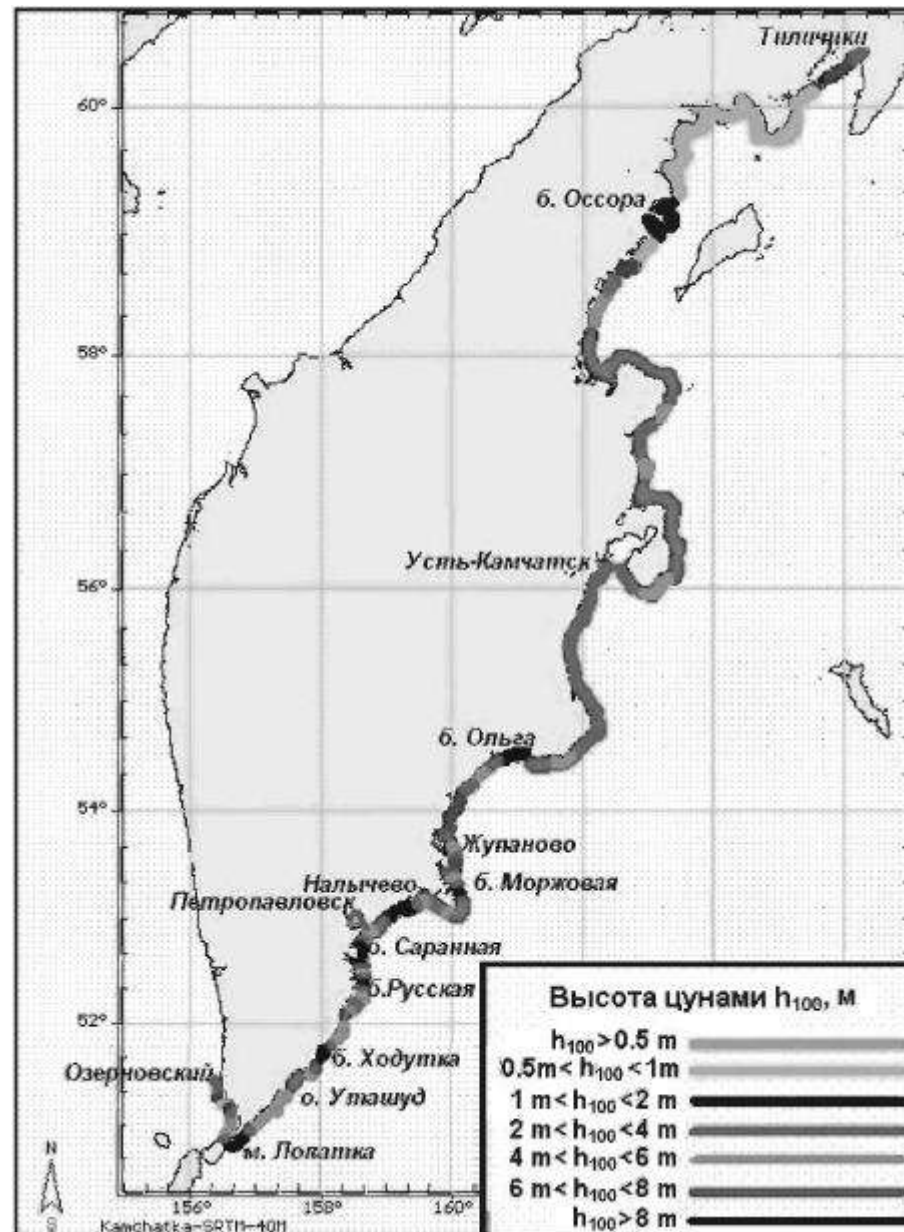 Тиличики
60°
б. Оссора
58°
Усть-Камчатск
56°
б. Ольга
54°
Жупаново
Налычево
б. Моржовая
Петропавловск
б. Саранная
б.Русская
52°
б. Ходутка
Озерновский
о. Уташуд
м. Лопатка
N
S
156°
158°
160°
Kamchatka-SRTM-40M
Высота цунами h100, м
h100 > 0.5 m
0.5m < h100 < 1m
1 m < h100 < 2 m
2 m < h100 < 4 m
4 m < h100 < 6 m
6 m < h100 < 8 m
h100 > 8 m